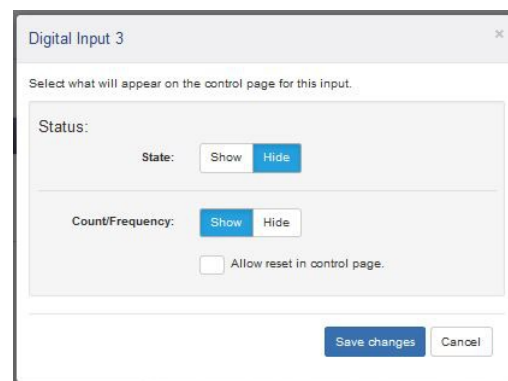 Digital Input 3 ×
Select what will appear on the control page for this input.
Status:
State: Show Hide
Count/Frequency: Show Hide
Allow reset in control page.
Save changes Cancel